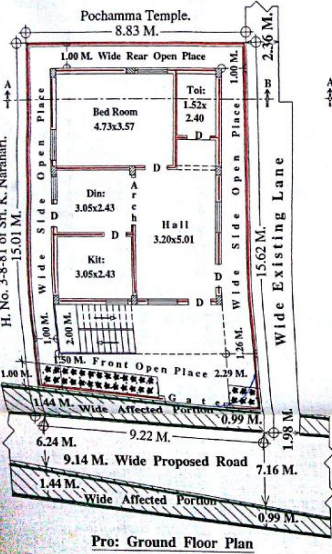 Pochamma Temple.
8.83 M.
2.36 M.
1.00 M. Wide Rear Open Place
1.00 M.
A
B
A
Bed Room
4.73x3.57
Toi:
1.52x
2.40
D
D
Wide Side Open Place
Wide Side Open Place
H. No. 3-8-81 of Sri. K. Narahari.
15.01 M.
15.62 M.
Wide Existing Lane
Din:
3.05x2.43
Arch
Hall
3.20x5.01
D
D
Kit:
3.05x2.43
D
D
1.00 M.
2.00 M.
1.26 M.
1.50 M. Front Open Place
2.29 M.
1.00 M.
Gate
1.44 M. Wide Affected Portion
0.99 M.
1.98 M.
6.24 M.
9.22 M.
9.14 M. Wide Proposed Road
7.16 M.
1.44 M.
Wide Affected Portion
0.99 M.
Pro: Ground Floor Plan